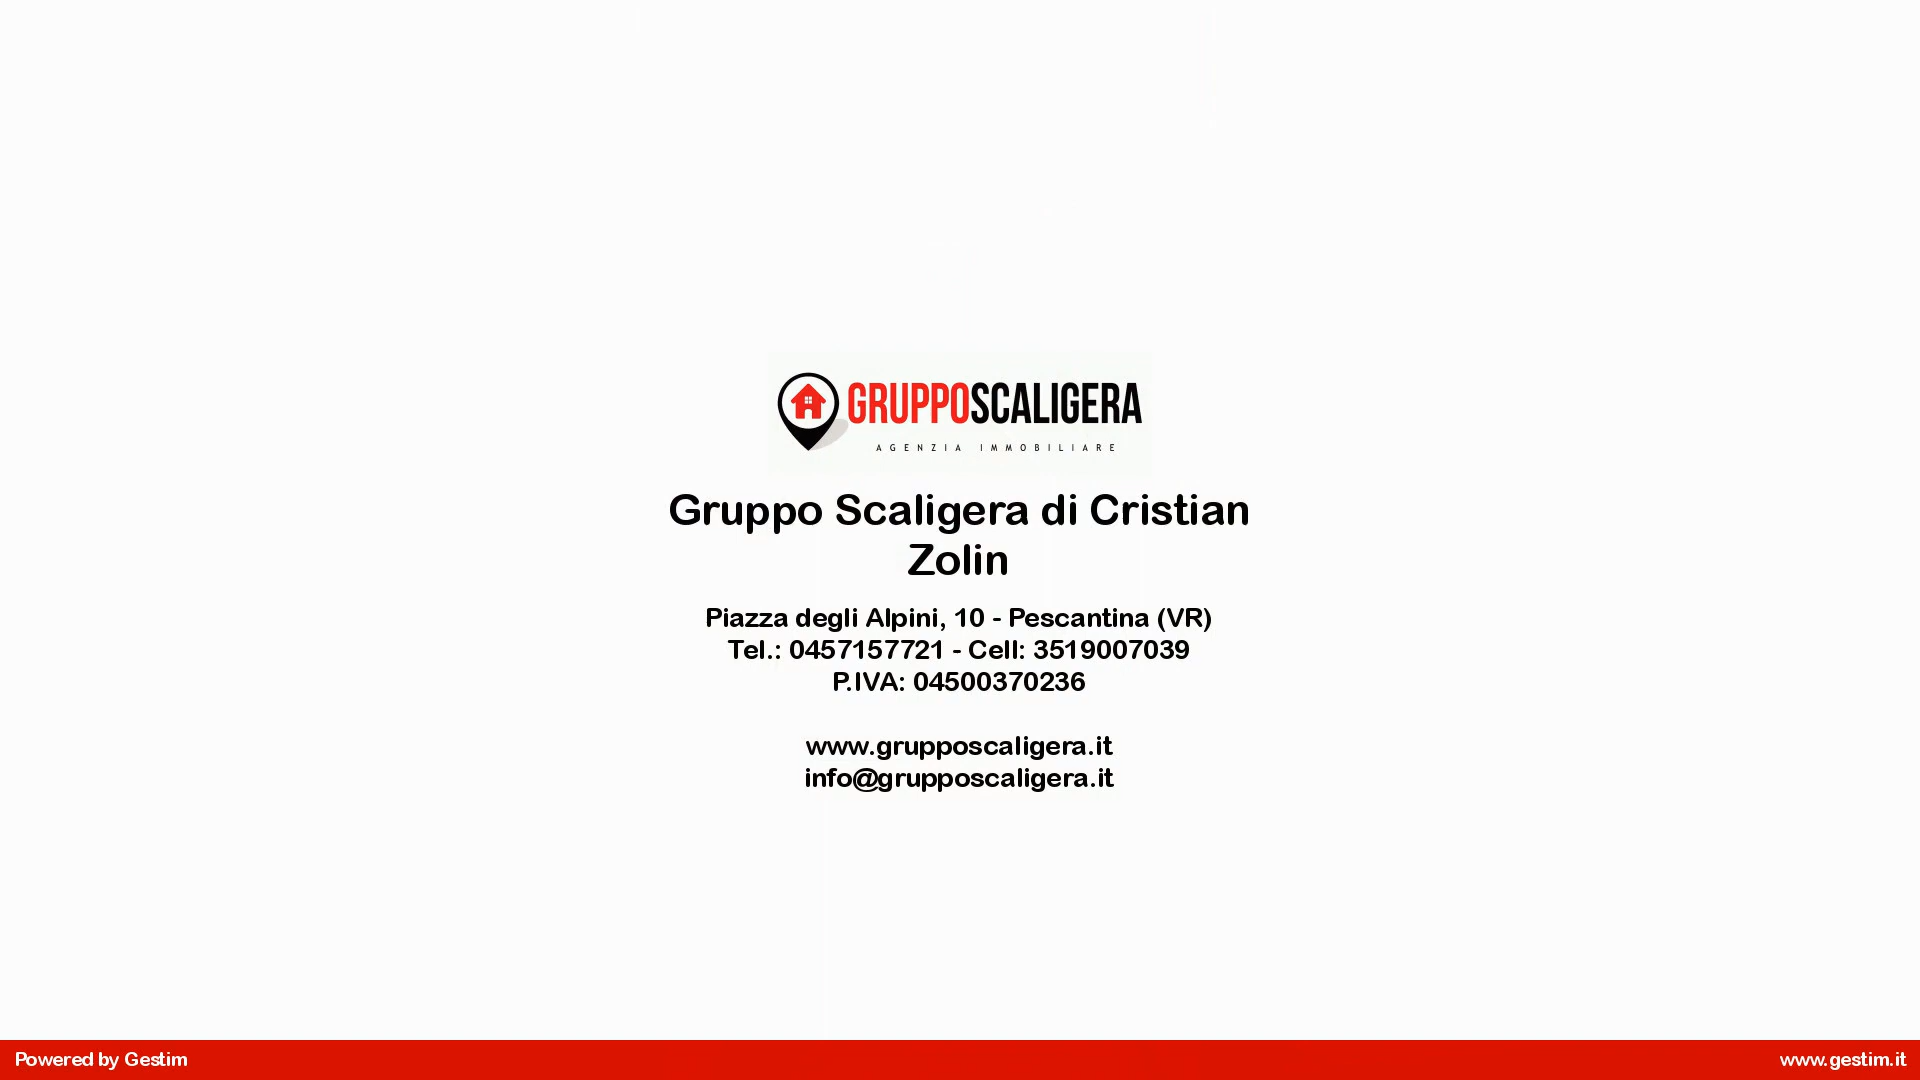 GRUPPOSCALIGERA
AGENZIA IMMOBILIARE
Gruppo Scaligera di Cristian
Zolin
Piazza degli Alpini, 10 - Pescantina (VR)
Tel.: 0457157721 - Cell: 3519007039
P.IVA: 04500370236
www.grupposcaligera.it
info@grupposcaligera.it
Powered by Gestim
www.gestim.it